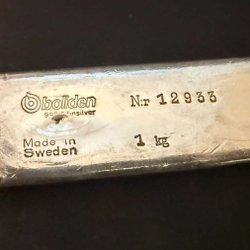 boliden
Nr 12933
Made in
Sweden
1 kg